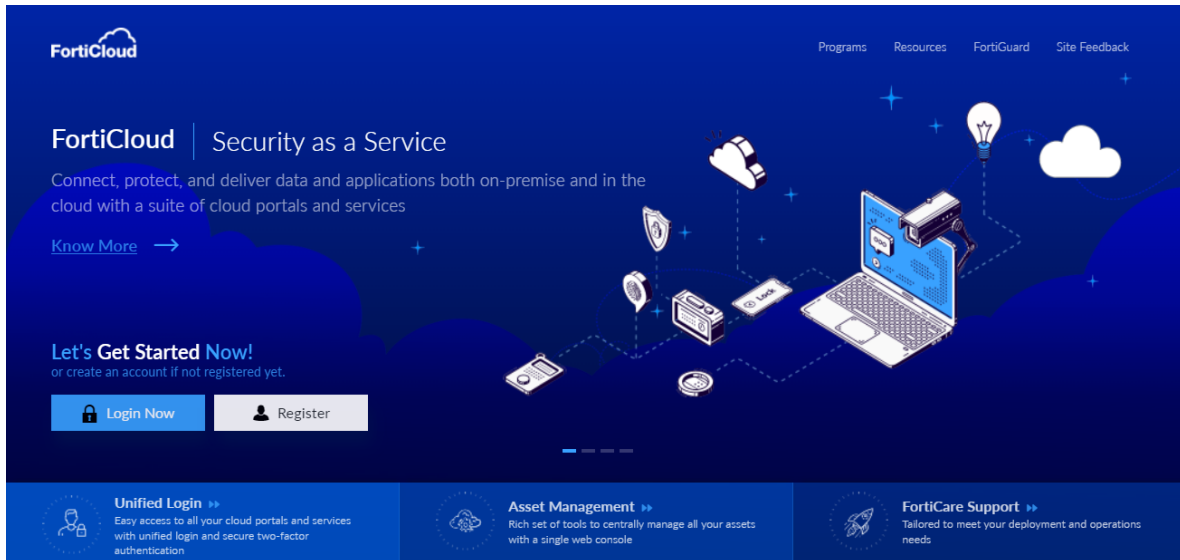 FortiCloud
Programs
Resources
FortiGuard
Site Feedback
FortiCloud
Security as a Service
Connect, protect, and deliver data and applications both on-premise and in the
cloud with a suite of cloud portals and services
Know More
Lock
Let's Get Started Now!
or create an account if not registered yet.
Login Now
Register
Unified Login
Easy access to all your cloud portals and services
with unified login and secure two-factor
authentication
Asset Management
Rich set of tools to centrally manage all your assets
with a single web console
FortiCare Support
Tailored to meet your deployment and operations
needs